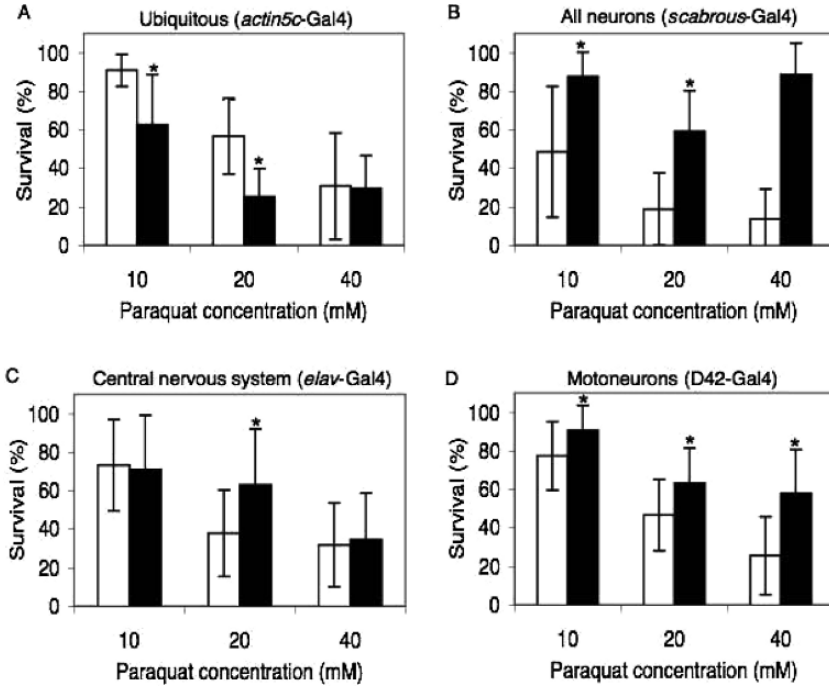 A
Ubiquitous (actin5c-Gal4)
Survival (%)
100
80
60
40
20
0
*
*
10 20 40
Paraquat concentration (mM)
B
All neurons (scabrous-Gal4)
Survival (%)
100
80
60
40
20
0
*
*
10 20 40
Paraquat concentration (mM)
C
Central nervous system (elav-Gal4)
Survival (%)
100
80
60
40
20
0
*
10 20 40
Paraquat concentration (mM)
D
Motoneurons (D42-Gal4)
Survival (%)
100
80
60
40
20
0
*
*
*
10 20 40
Paraquat concentration (mM)